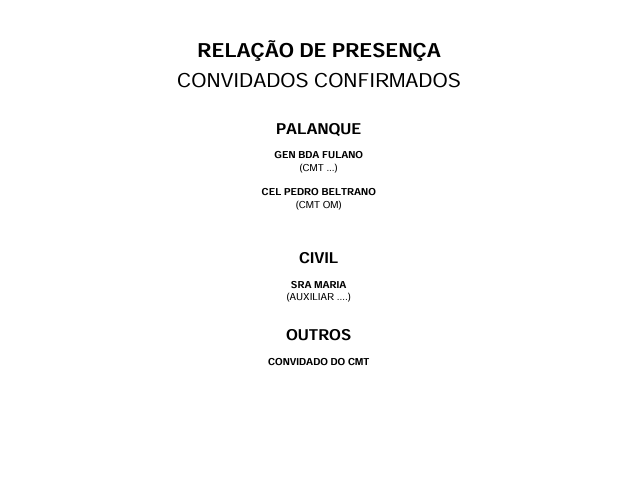 RELAÇÃO DE PRESENÇA
CONVIDADOS CONFIRMADOS
PALANQUE
GEN BDA FULANO
(CMT ...)
CEL PEDRO BELTRANO
(CMT OM)
CIVIL
SRA MARIA
(AUXILIAR ....)
OUTROS
CONVIDADO DO CMT